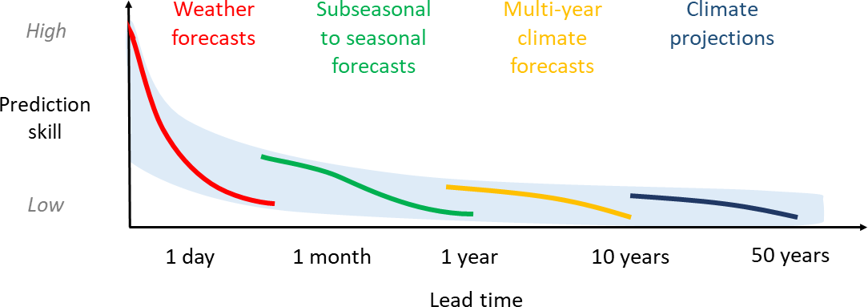 Weather
forecasts
Subseasonal
to seasonal
forecasts
Multi-year
climate
forecasts
Climate
projections
High
Prediction
skill
Low
1 day
1 month
1 year
10 years
50 years
Lead time